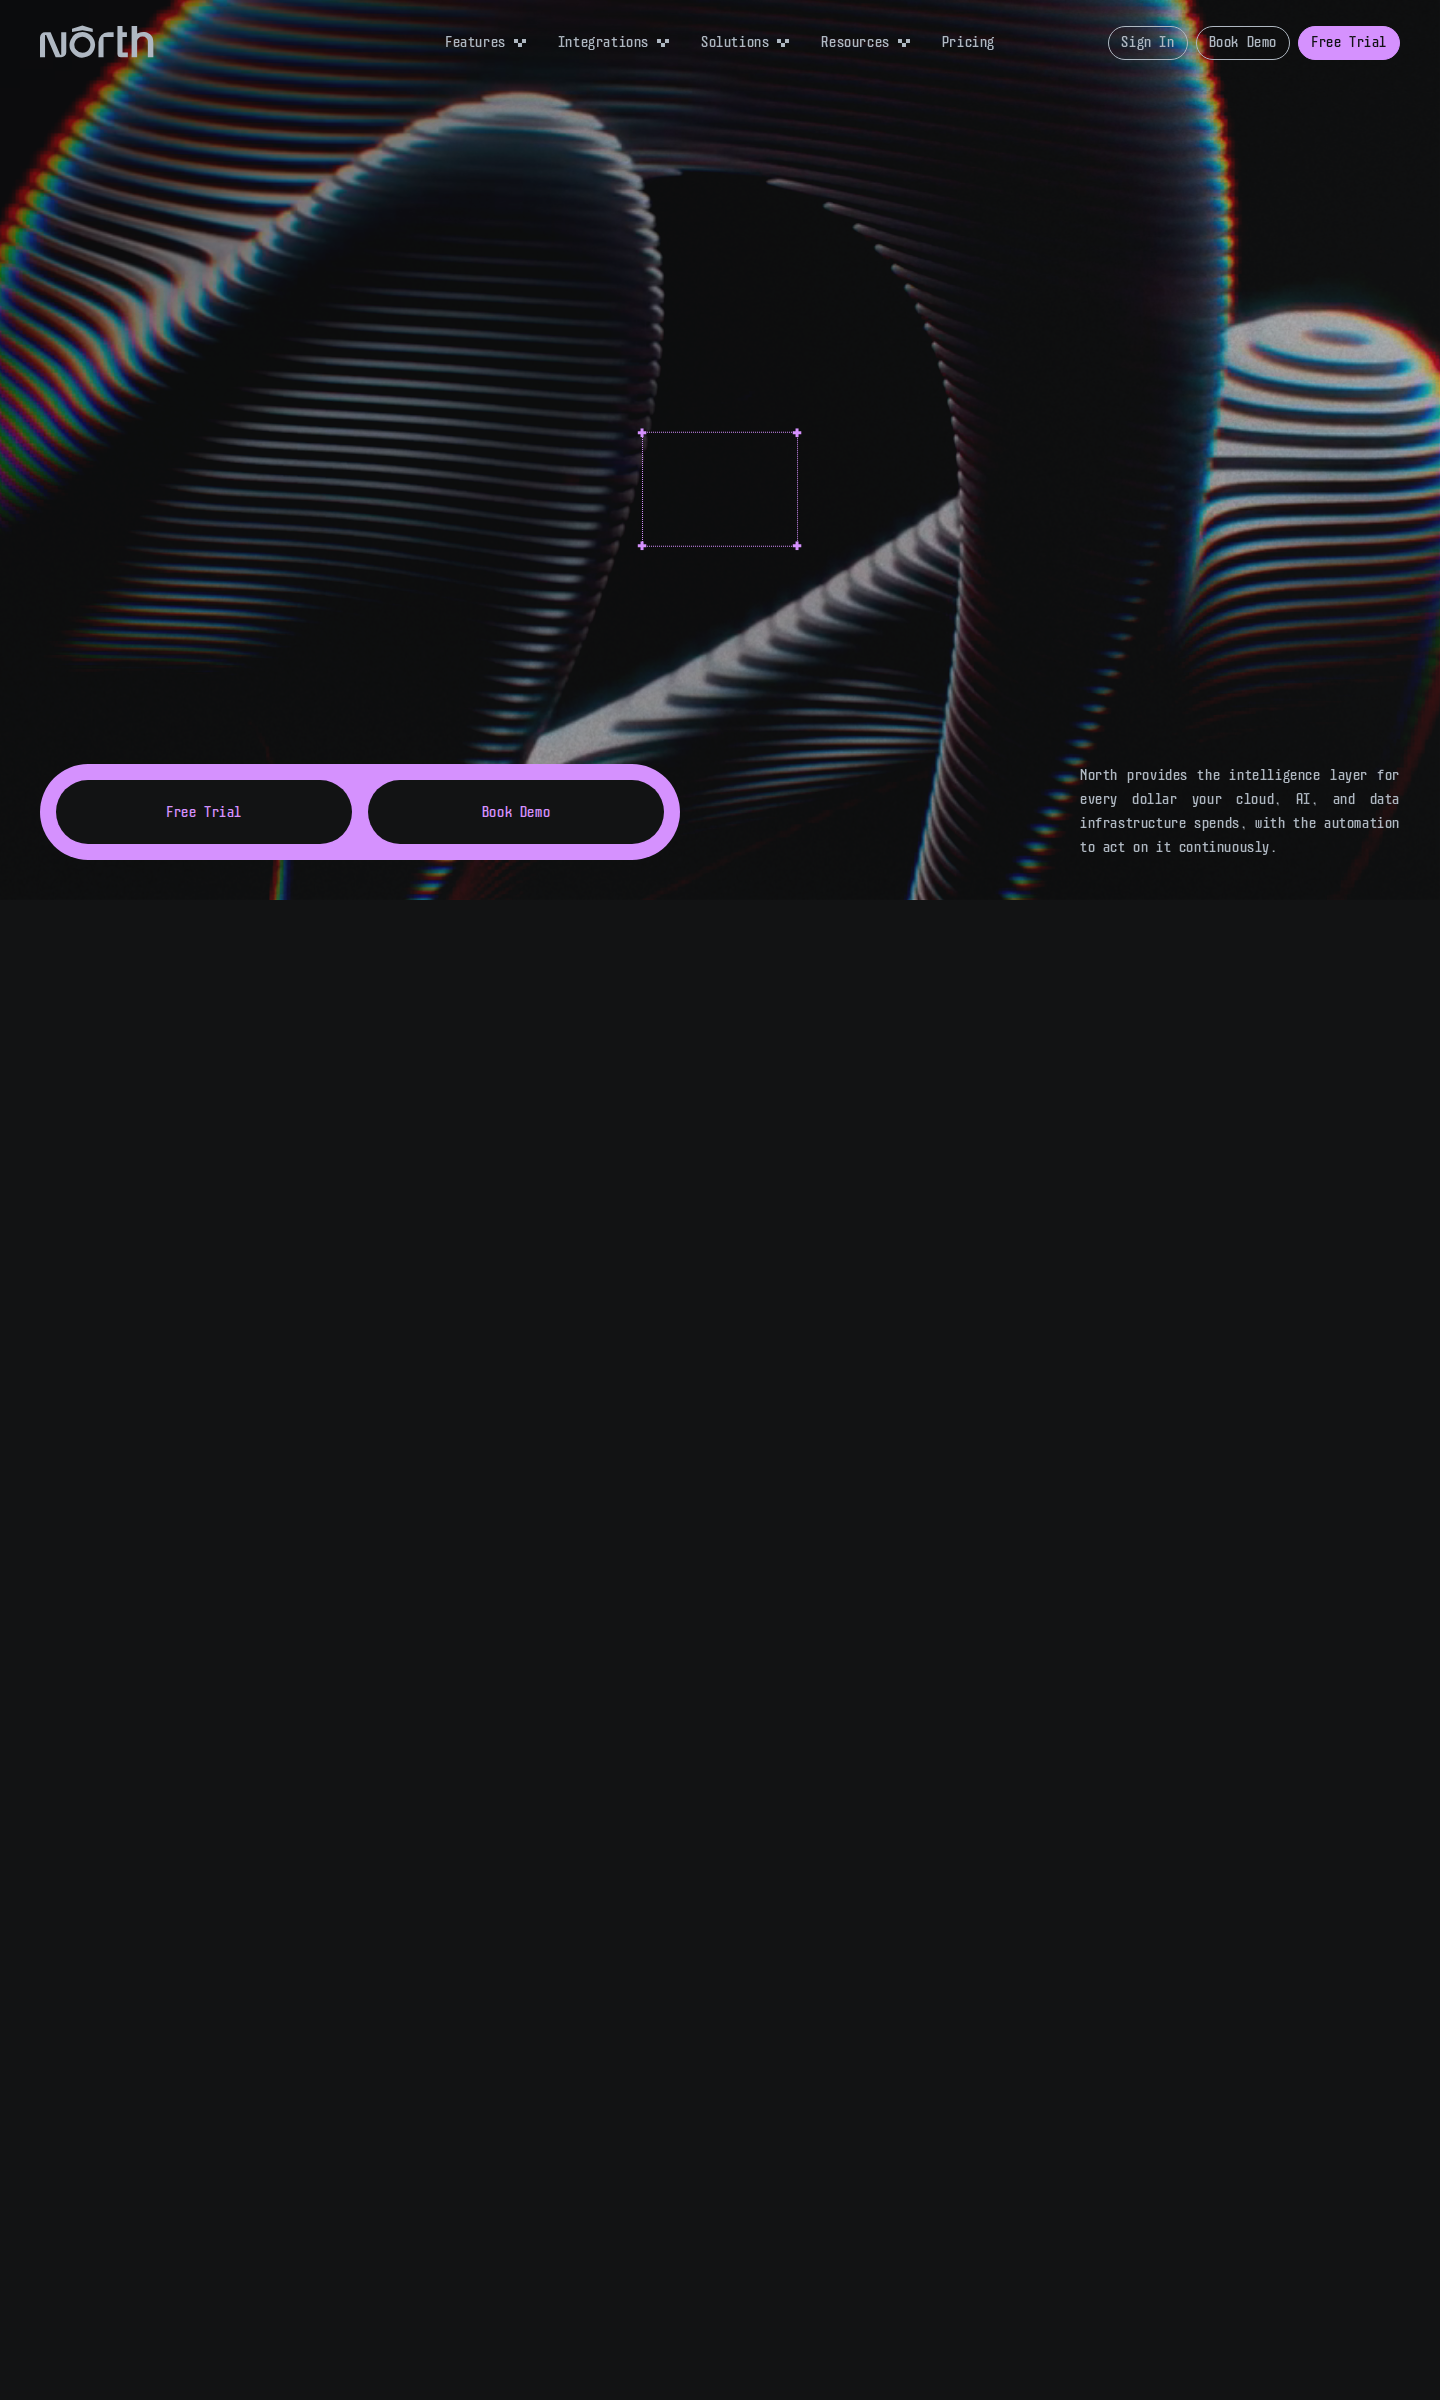 nôrth
Features
Integrations
Solutions
Resources
Pricing
Sign In
Book Demo
Free Trial
Free Trial
Book Demo
North provides the intelligence layer for
every dollar your cloud, AI, and data
infrastructure spends, with the automation
to act on it continuously.